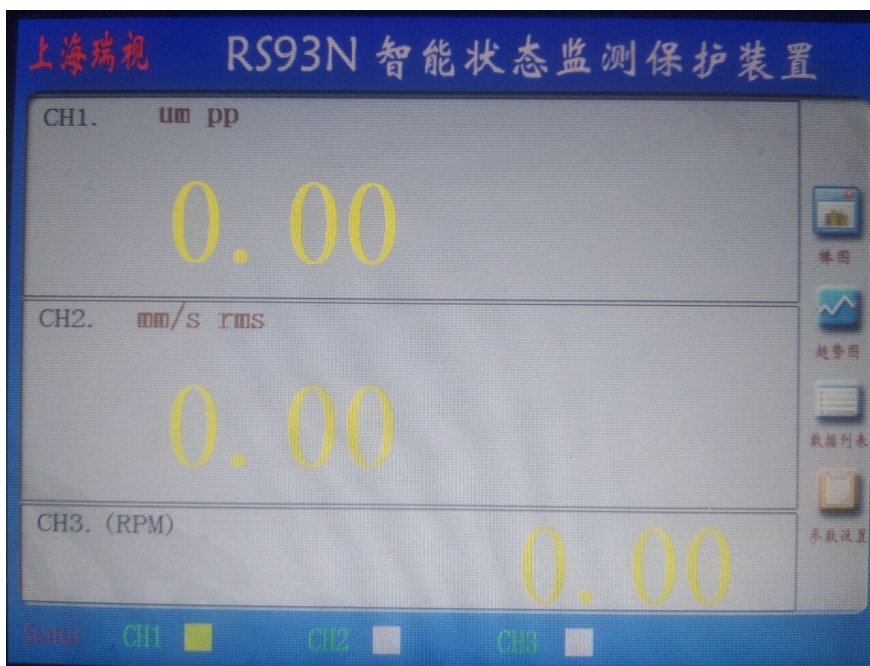 上海瑞视 RS93N 智能状态监测保护装置
CH1. um pp
0.00
棒图
CH2. mm/s rms
趋势图
0.00
数据列表
CH3. (RPM)
0.00
参数设置
Status CH1 CH2 CH3